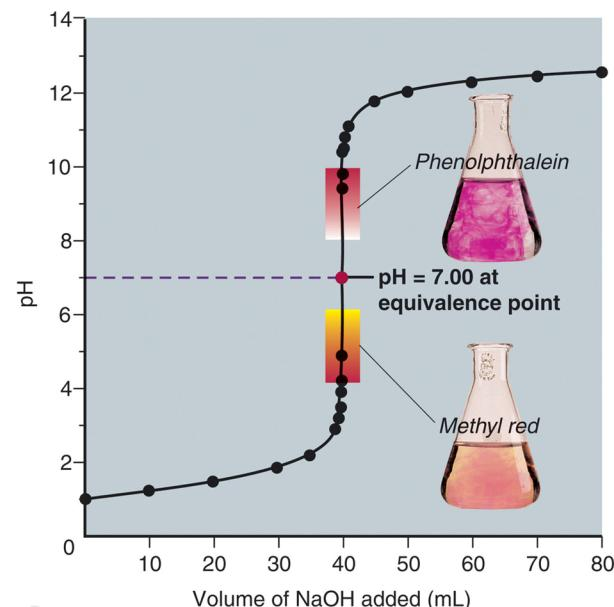 14
12
10
8
6
4
2
0
pH
Phenolphthalein
pH = 7.00 at
equivalence point
Methyl red
10 20 30 40 50 60 70 80
Volume of NaOH added (mL)